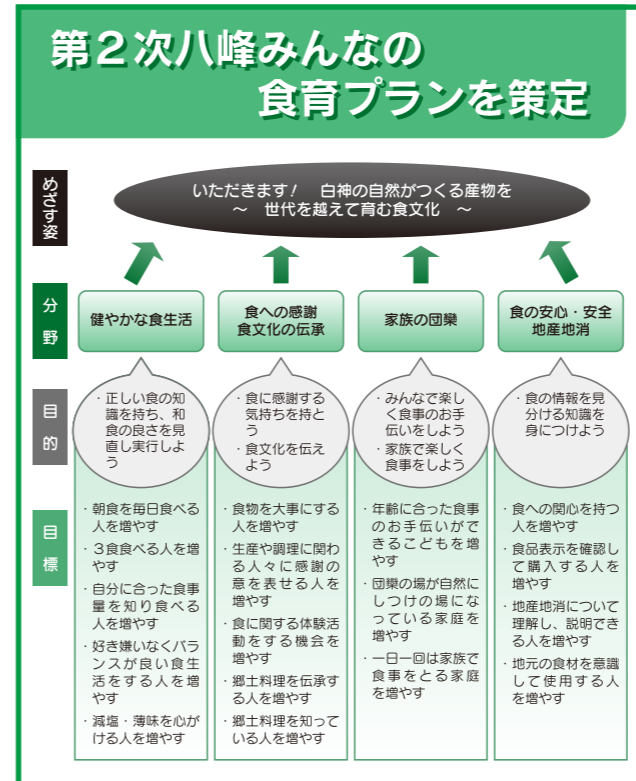 第２次八峰みんなの
食育プランを策定
めざす姿
いただきます！　白神の自然がつくる産物を
～　世代を越えて育む食文化　～
分野
健やかな食生活
食への感謝
食文化の伝承
家族の団欒
食の安心・安全
地産地消
目的
・正しい食の知
識を持ち、和
食の良さを見
直し実行しよ
う
・食に感謝する
気持ちを持と
う
・食文化を伝え
よう
・みんなで楽し
く食事のお手
伝いをしよう
・家族で楽しく
食事をしよう
・食の情報を見
分ける知識を
身につけよう
目標
・朝食を毎日食べる
人を増やす
・３食食べる人を増
やす
・自分に合った食事
量を知り食べる
人を増やす
・好き嫌いなくバラ
ンスが良い食生
活をする人を増
やす
・減塩・薄味を心が
ける人を増やす
・食物を大事にする
人を増やす
・生産や調理に関わ
る人々に感謝の
意を表せる人を
増やす
・食に関する体験活
動をする機会を
増やす
・郷土料理を伝承す
る人を増やす
・郷土料理を知って
いる人を増やす
・年齢に合った食事
のお手伝いがで
きるこどもを増
やす
・団欒の場が自然に
しつけの場にな
っている家庭を
増やす
・一日一回は家族で
食事をとる家庭
を増やす
・食への関心を持つ
人を増やす
・食品表示を確認し
て購入する人を
増やす
・地産地消について
理解し、説明でき
る人を増やす
・地元の食材を意識
して使用する人
を増やす